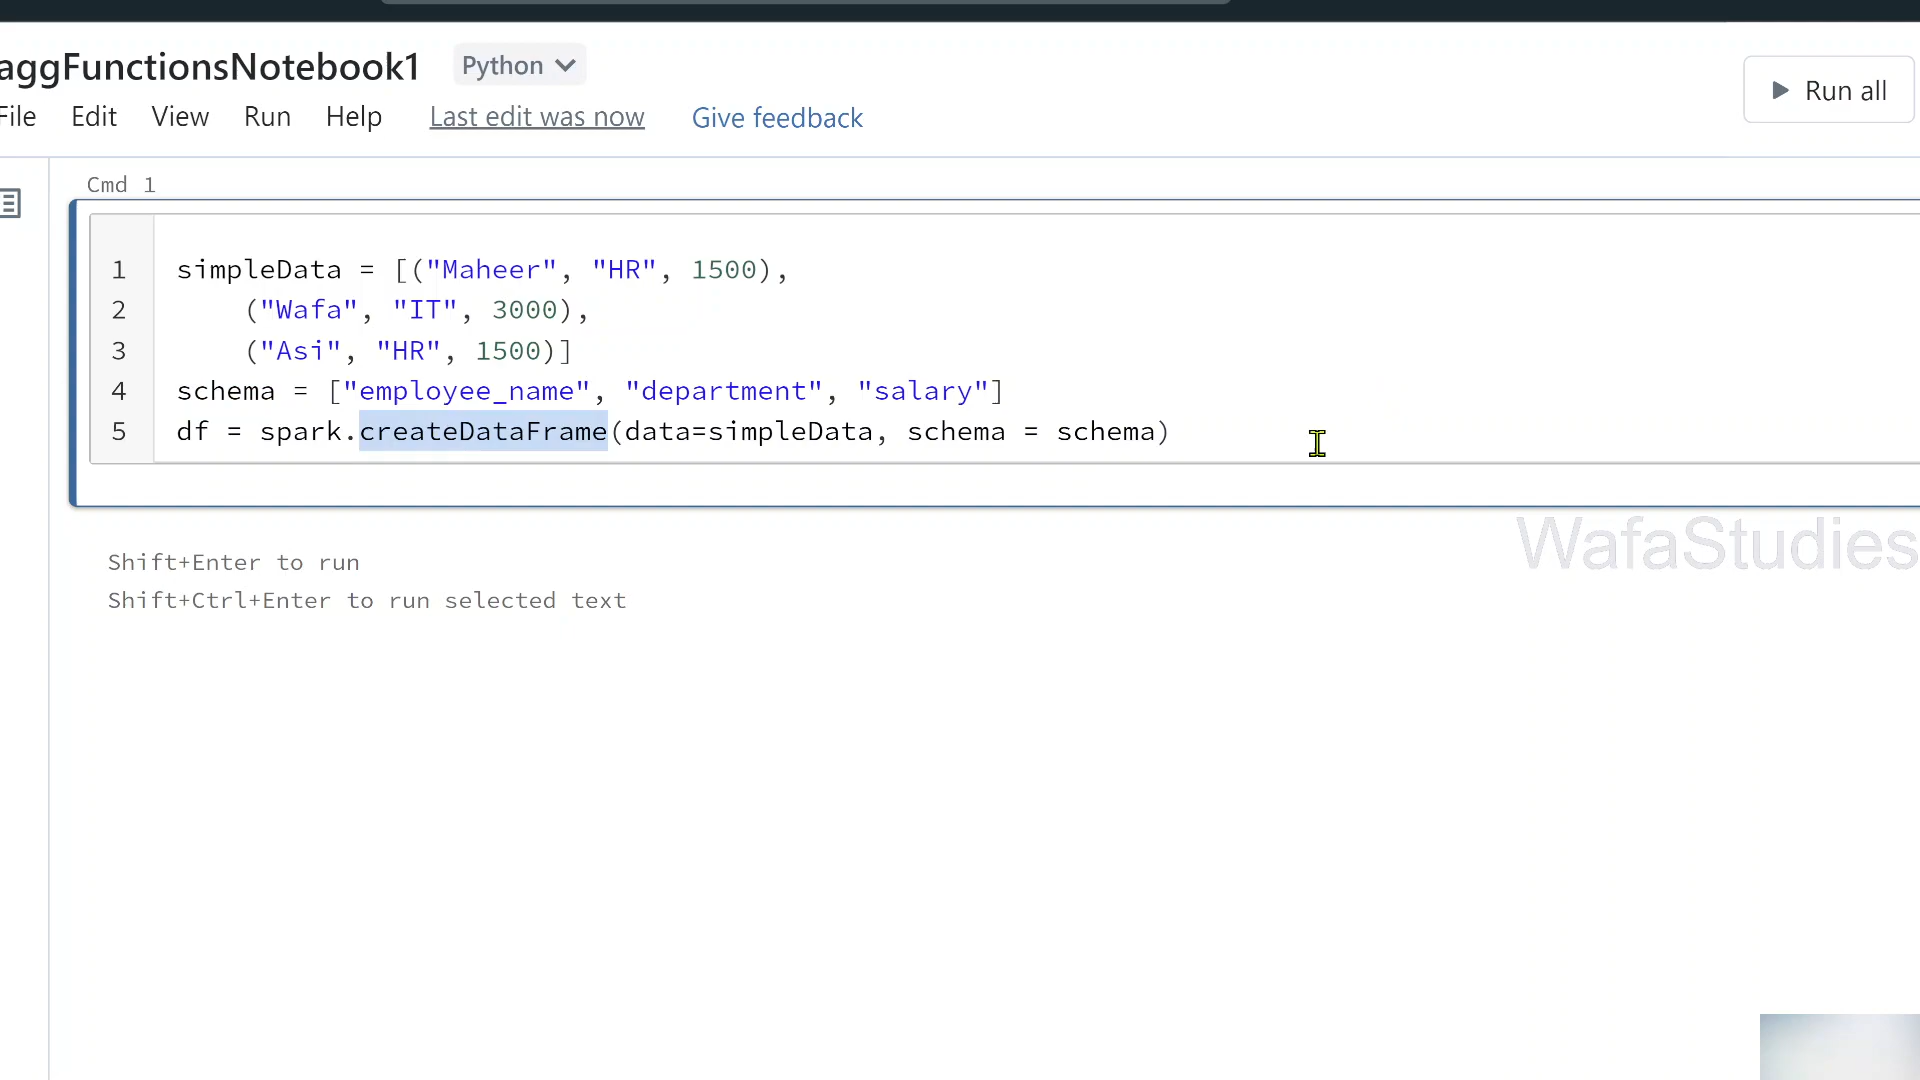 aggFunctionsNotebook1 Python
File Edit View Run Help Last edit was now Give feedback
Run all
Cmd 1
1 simpleData = [("Maheer", "HR", 1500),
2 ("Wafa", "IT", 3000),
3 ("Asi", "HR", 1500)]
4 schema = ["employee_name", "department", "salary"]
5 df = spark.createDataFrame(data=simpleData, schema = schema)
WafaStudies
Shift+Enter to run
Shift+Ctrl+Enter to run selected text